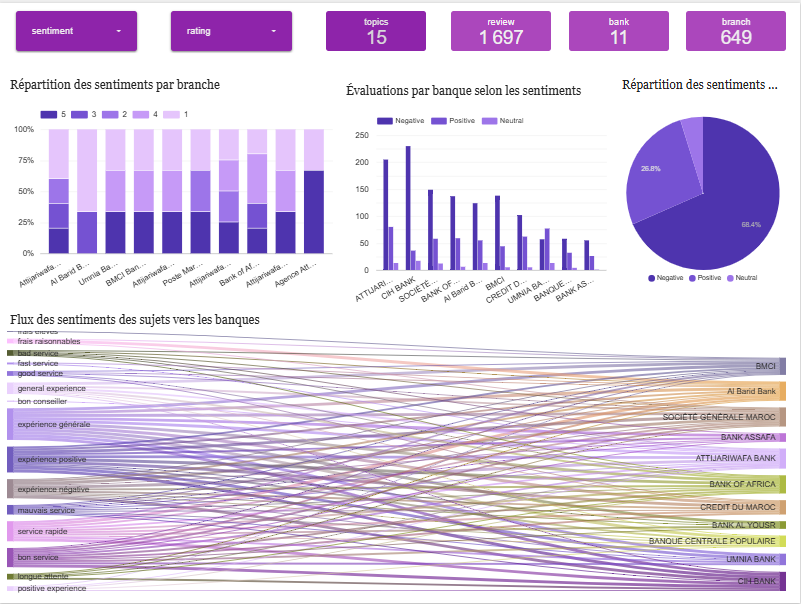 sentiment
rating
topics
15
review
1 697
bank
11
branch
649
Répartition des sentiments par branche
5 3 2 4 1
100%
75%
50%
25%
0%
Attijariwafa…
Al Barid B…
Umnia Ba…
BMCI Ban…
Attijariwafa…
Poste Mar…
Attijariwafa…
Bank of Af…
Attijariwafa…
Agence Att…
Évaluations par banque selon les sentiments
Negative Positive Neutral
250
200
150
100
50
0
ATTIJARI…
CIH BANK
SOCIÉTÉ…
BANK OF…
Al Barid B…
BMCI
CREDIT D…
UMNIA BA…
BANQUE…
BANK AS…
Répartition des sentiments ...
26.8%
68.4%
Negative Positive Neutral
Flux des sentiments des sujets vers les banques
frais élevés
frais raisonnables
bad service
fast service
good service
general experience
bon conseiller
expérience générale
expérience positive
expérience négative
mauvais service
service rapide
bon service
longue attente
positive experience
BMCI
Al Barid Bank
SOCIÉTÉ GÉNÉRALE MAROC
BANK ASSAFA
ATTIJARIWAFA BANK
BANK OF AFRICA
CREDIT DU MAROC
BANK AL YOUSR
BANQUE CENTRALE POPULAIRE
UMNIA BANK
CIH BANK